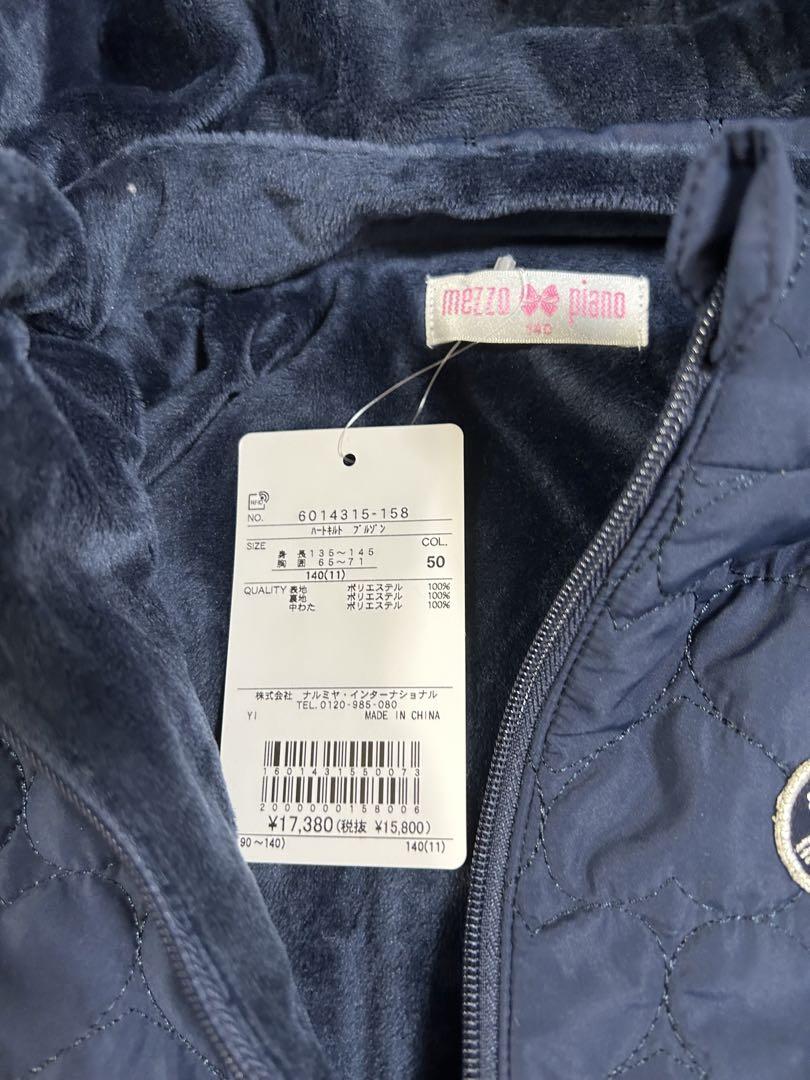 mezzo piano
140
RFID
NO. 6014315-158
ハートキルト ブルゾン
SIZE COL.
身 長 135〜145
胸 囲 65〜71 50
140(11)
QUALITY 表地 ポリエステル 100%
裏地 ポリエステル 100%
中わた ポリエステル 100%
株式会社 ナルミヤ・インターナショナル
TEL.0120-985-080
YI MADE IN CHINA
1601431550073
2000000158006
¥17,380(税抜 ¥15,800)
90〜140) 140(11)